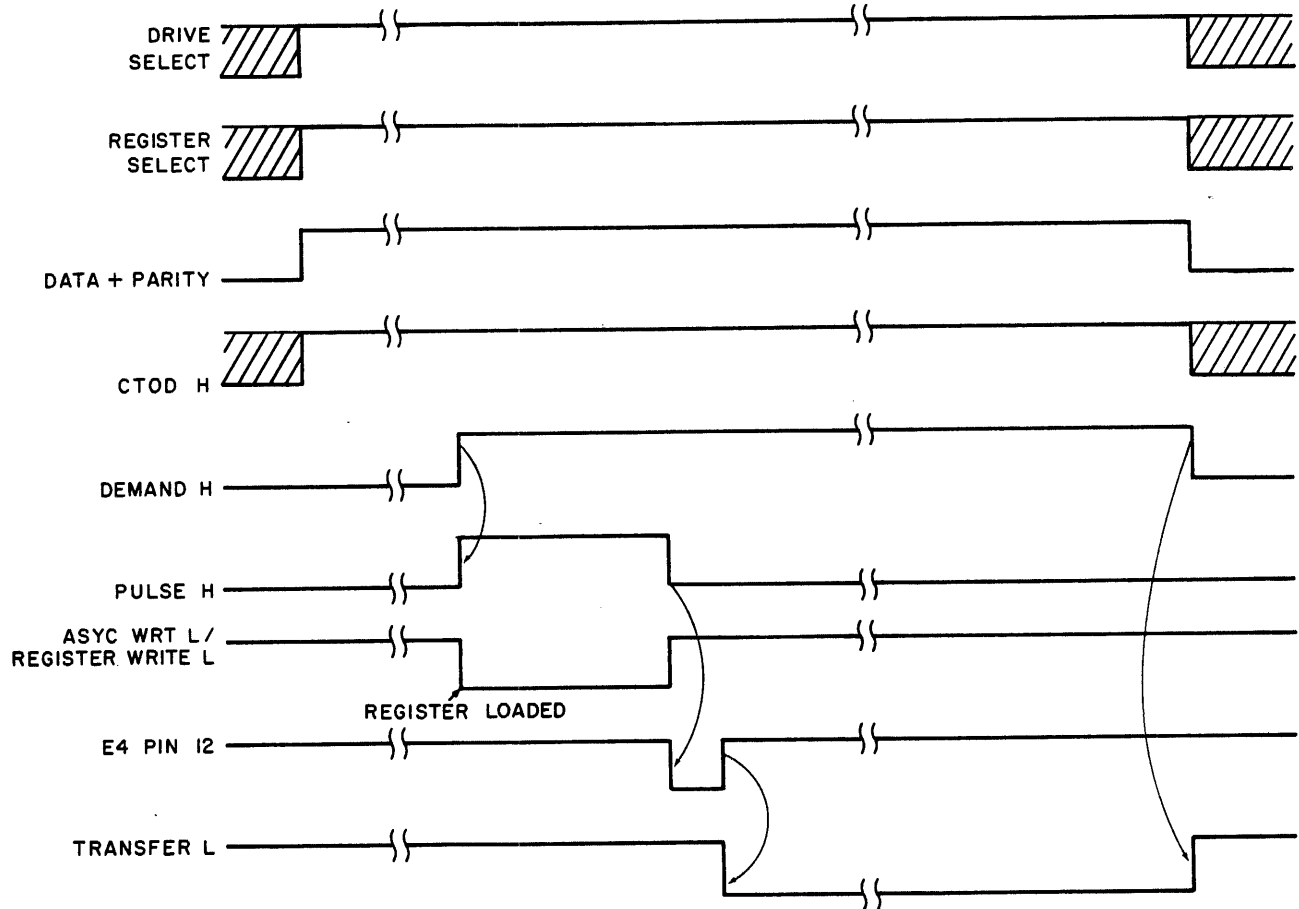 DRIVE
SELECT
REGISTER
SELECT
DATA + PARITY
CTOD H
DEMAND H
PULSE H
ASYC WRT L/
REGISTER WRITE L
REGISTER LOADED
E4 PIN 12
TRANSFER L